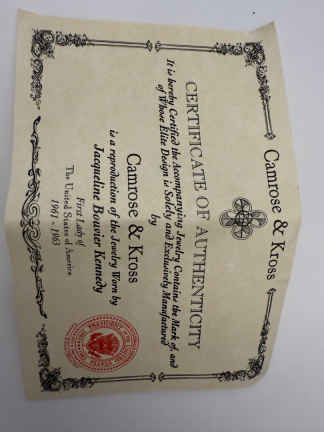 Camrose & Kross
CERTIFICATE OF AUTHENTICITY
It is hereby Certified the Accompanying Jewelry Contains the Mark of, and
of Whose Elite Design is Solely and Exclusively Manufactured
by
Camrose & Kross
is a reproduction of the Jewelry Worn by
Jacqueline Bouvier Kennedy
First Lady of
The United States of America
1961 - 1963